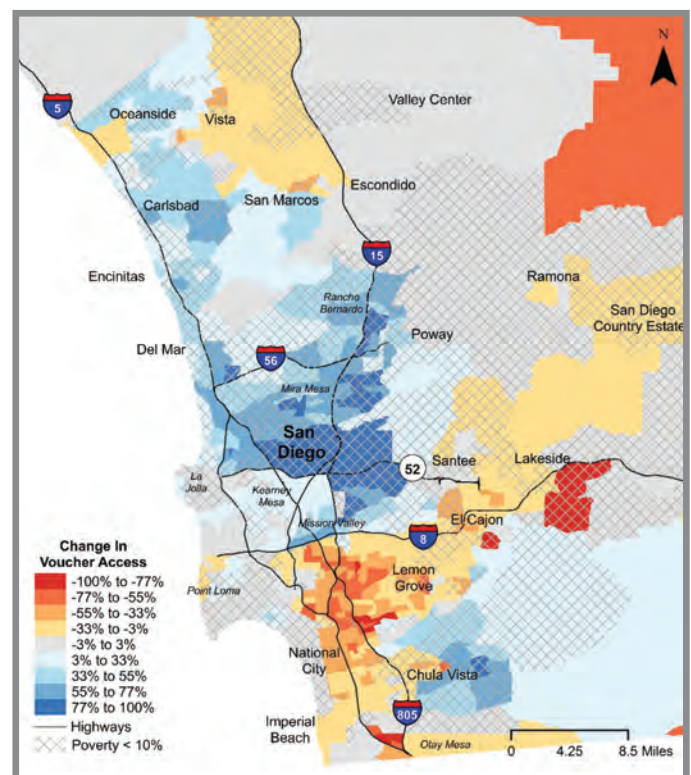 N
5
Oceanside
Vista
Valley Center
Escondido
Carlsbad
San Marcos
15
Encinitas
Rancho
Bernardo
Ramona
San Diego
Country Estate
Del Mar
Poway
56
Mira Mesa
San
Diego
52
Santee
Lakeside
La
Jolla
Kearney
Mesa
El Cajon
Mission Valley
8
Change In
Voucher Access
-100% to -77%
-77% to -55%
-55% to -33%
-33% to -3%
-3% to 3%
3% to 33%
33% to 55%
55% to 77%
77% to 100%
Highways
Poverty < 10%
Point Loma
Lemon
Grove
National
City
Chula Vista
805
Imperial
Beach
Otay Mesa
0 4.25 8.5 Miles